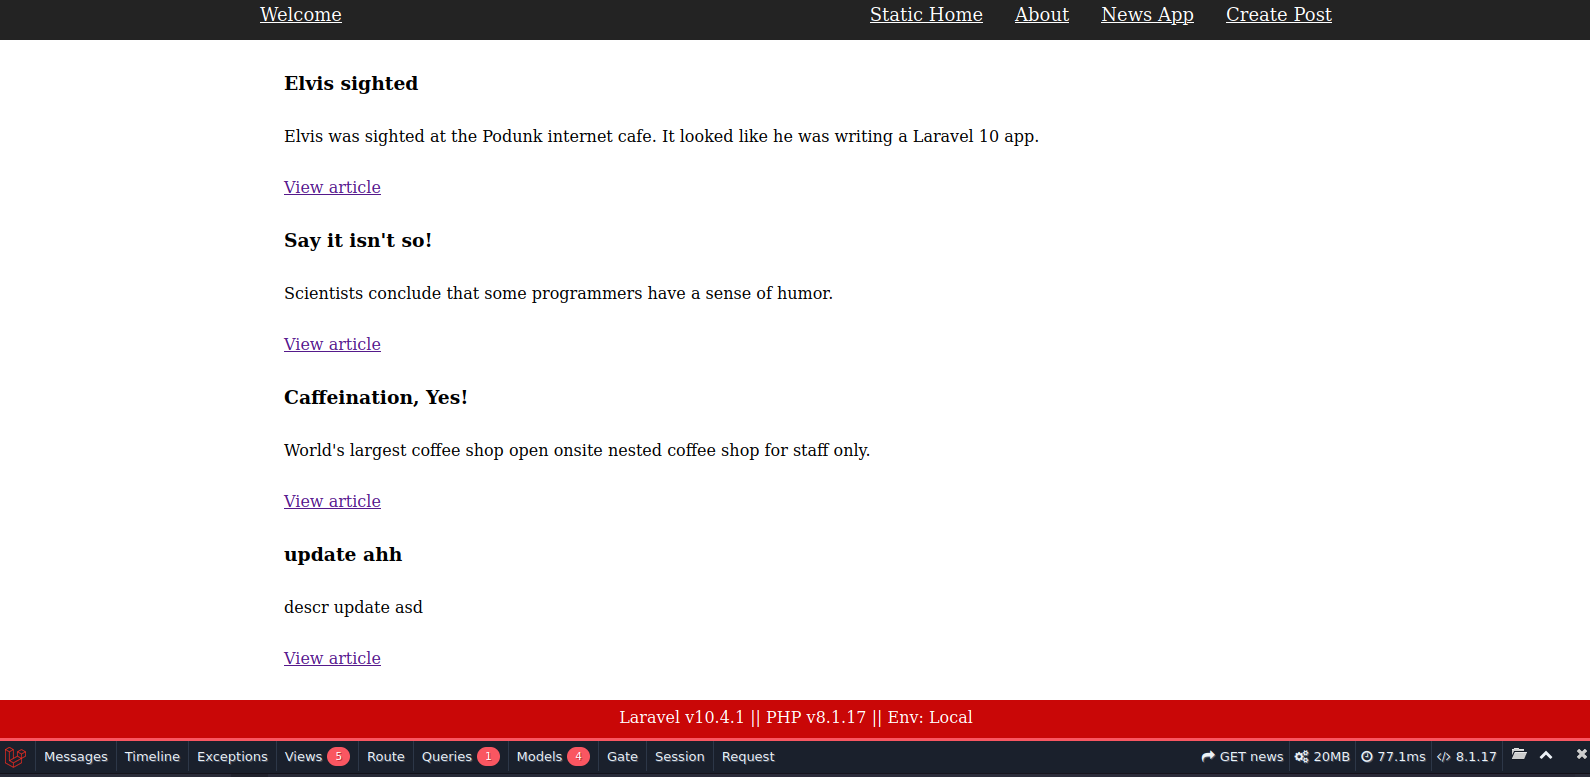 Welcome Static Home About News App Create Post
Elvis sighted
Elvis was sighted at the Podunk internet cafe. It looked like he was writing a Laravel 10 app.
View article
Say it isn't so!
Scientists conclude that some programmers have a sense of humor.
View article
Caffeination, Yes!
World's largest coffee shop open onsite nested coffee shop for staff only.
View article
update ahh
descr update asd
View article
Laravel v10.4.1 || PHP v8.1.17 || Env: Local
Messages Timeline Exceptions Views 5 Route Queries 1 Models 4 Gate Session Request GET news 20MB 77.1ms 8.1.17